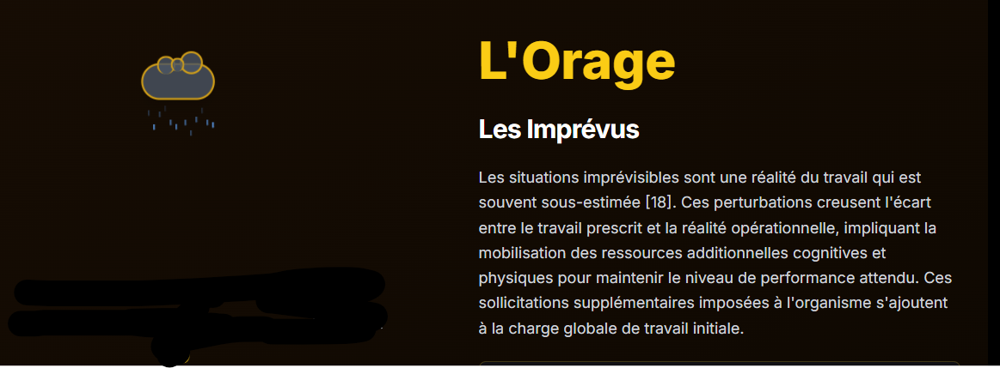 L'Orage
Les Imprévus
Les situations imprévisibles sont une réalité du travail qui est
souvent sous-estimée [18]. Ces perturbations creusent l'écart
entre le travail prescrit et la réalité opérationnelle, impliquant la
mobilisation des ressources additionnelles cognitives et
physiques pour maintenir le niveau de performance attendu. Ces
sollicitations supplémentaires imposées à l'organisme s'ajoutent
à la charge globale de travail initiale.